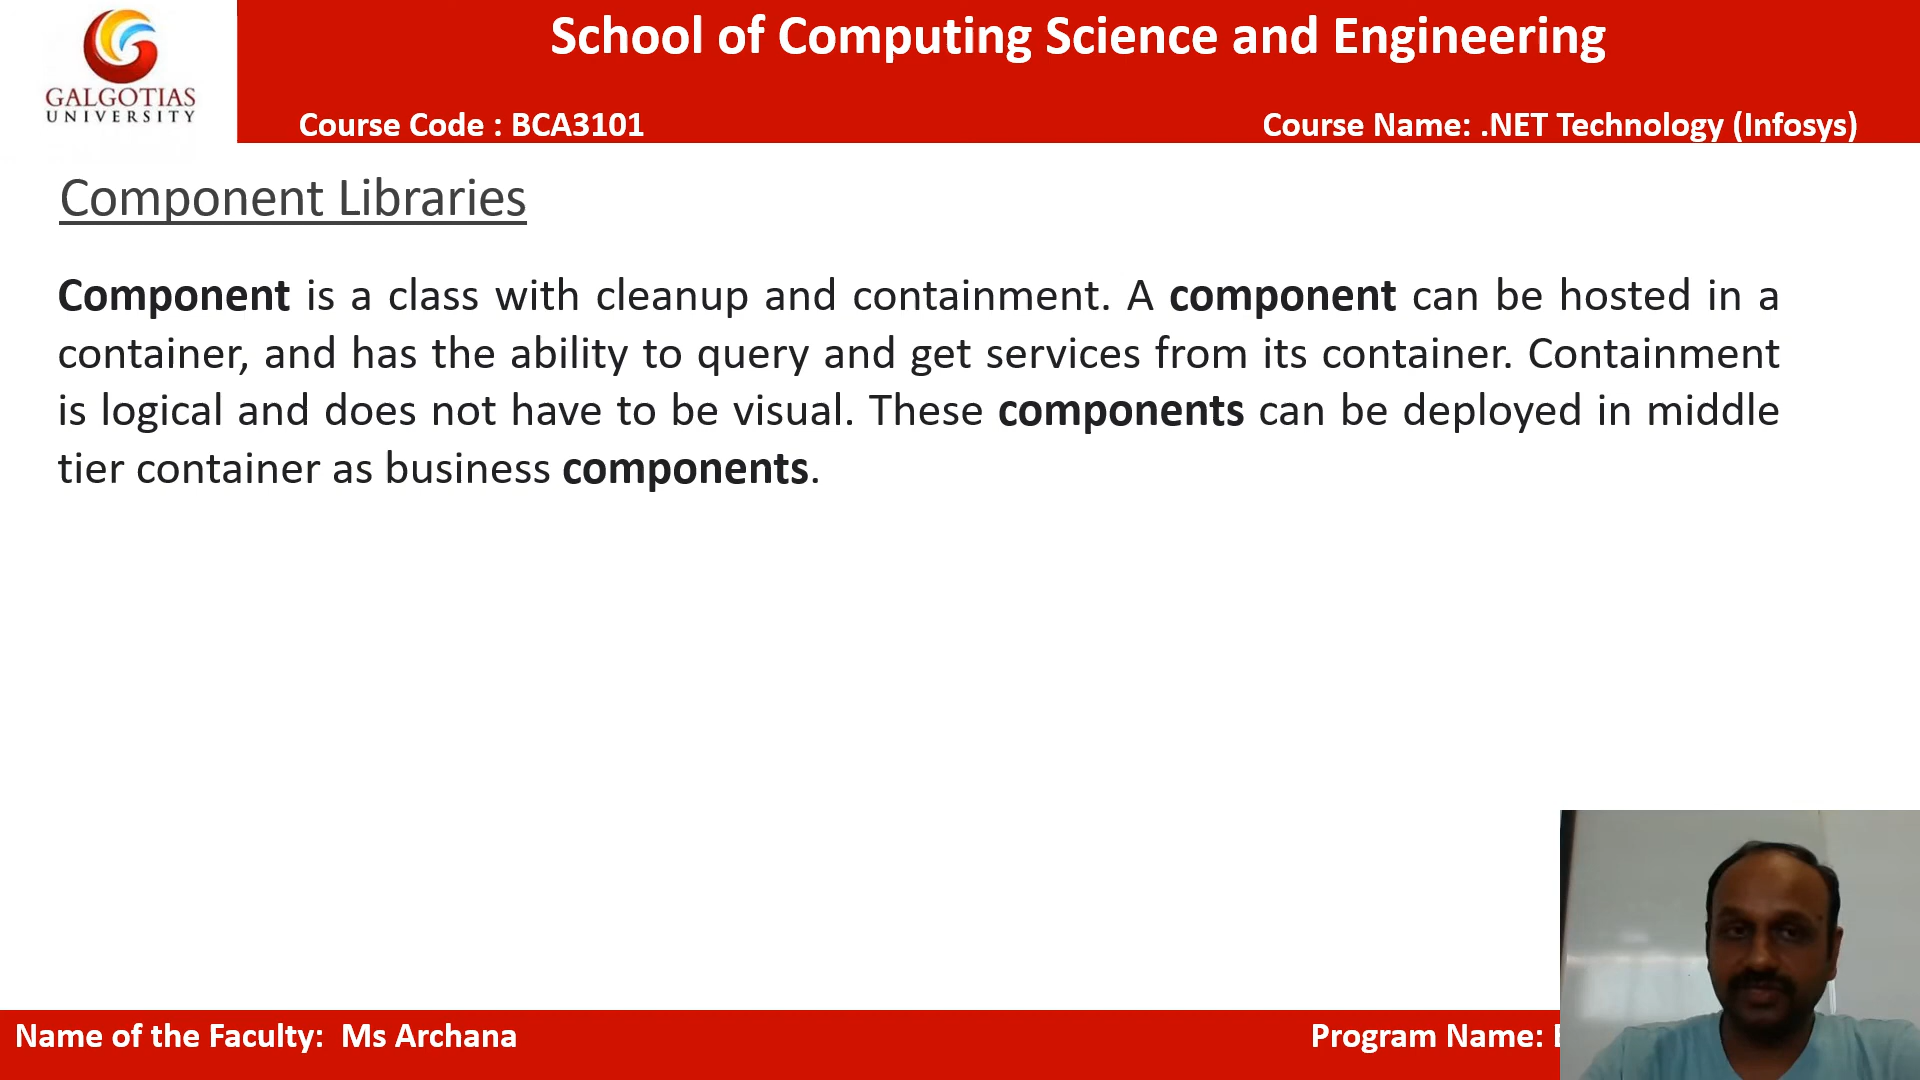 School of Computing Science and Engineering
GALGOTIAS
UNIVERSITY
Course Code : BCA3101
Course Name: .NET Technology (Infosys)
Component Libraries
Component is a class with cleanup and containment. A component can be hosted in a
container, and has the ability to query and get services from its container. Containment
is logical and does not have to be visual. These components can be deployed in middle
tier container as business components.
Name of the Faculty: Ms Archana
Program Name: